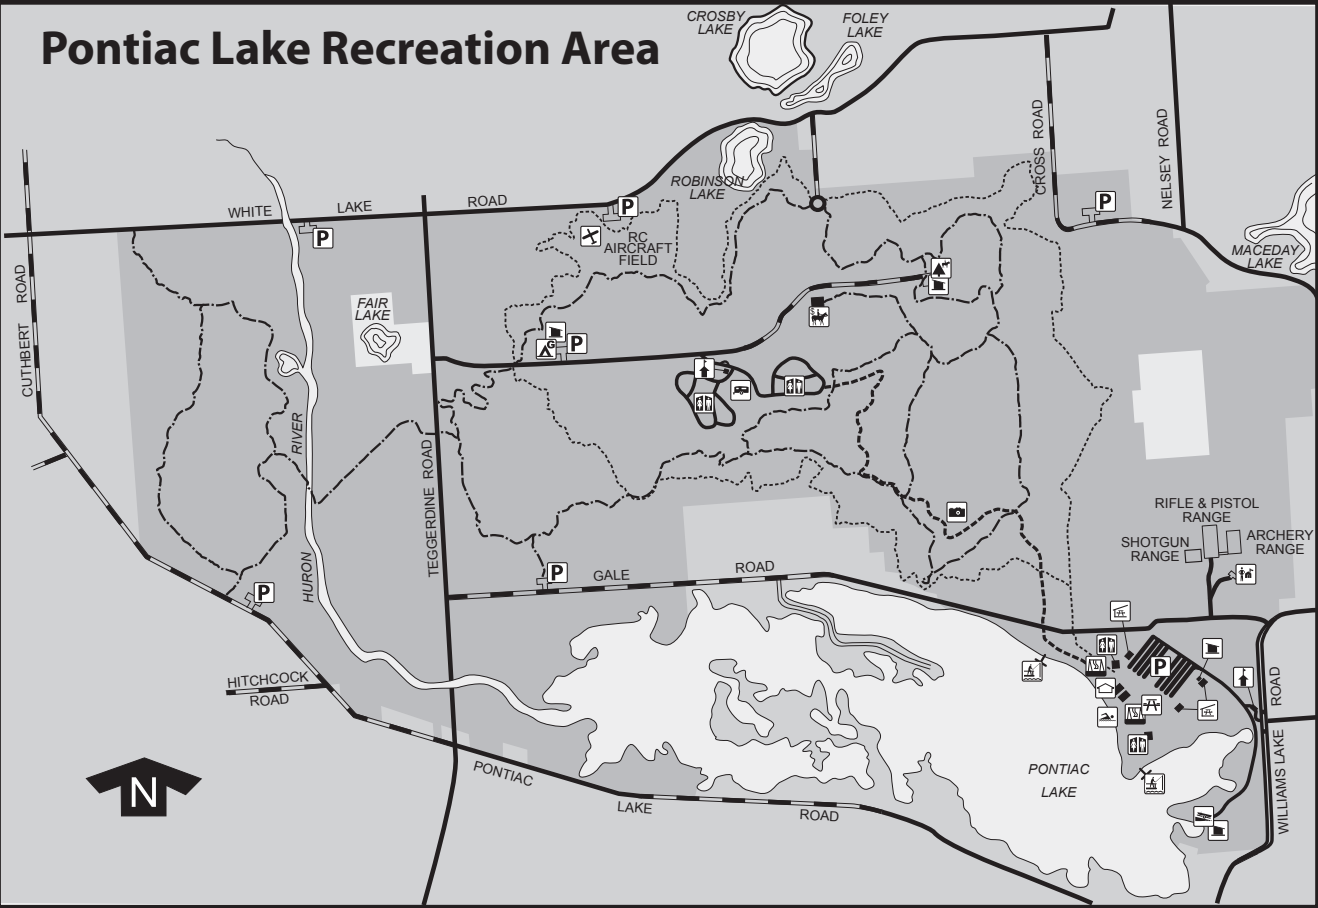 Pontiac Lake Recreation Area
CROSBY
LAKE
FOLEY
LAKE
CROSS ROAD
NELSEY ROAD
ROBINSON
LAKE
WHITE LAKE ROAD
P
P
P
RC
AIRCRAFT
FIELD
MACEDAY
LAKE
CUTHBERT ROAD
FAIR
LAKE
G
P
HURON RIVER
TEGGERDINE ROAD
RIFLE & PISTOL
RANGE
SHOTGUN
RANGE
ARCHERY
RANGE
P
GALE ROAD
P
P
HITCHCOCK
ROAD
WILLIAMS LAKE ROAD
PONTIAC
LAKE
PONTIAC LAKE ROAD
N